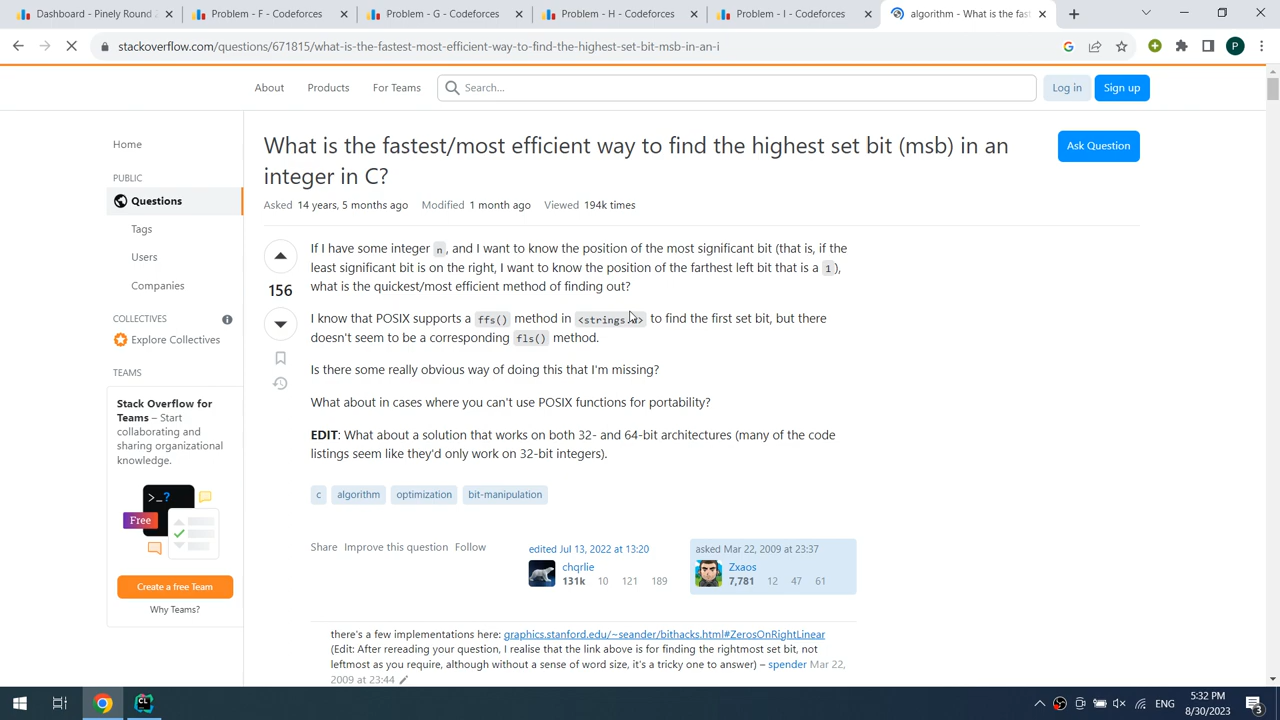 Dashboard - Pinely Round 2
Problem - F - Codeforces
Problem - G - Codeforces
Problem - H - Codeforces
Problem - I - Codeforces
algorithm - What is the fas
stackoverflow.com/questions/671815/what-is-the-fastest-most-efficient-way-to-find-the-highest-set-bit-msb-in-an-i
About
Products
For Teams
Search...
Log in
Sign up
Home
PUBLIC
Questions
Tags
Users
Companies
COLLECTIVES
Explore Collectives
TEAMS
Stack Overflow for
Teams – Start
collaborating and
sharing organizational
knowledge.
>_?
Free
Create a free Team
Why Teams?
What is the fastest/most efficient way to find the highest set bit (msb) in an
integer in C?
Ask Question
Asked 14 years, 5 months ago Modified 1 month ago Viewed 194k times
156
If I have some integer n, and I want to know the position of the most significant bit (that is, if the
least significant bit is on the right, I want to know the position of the farthest left bit that is a 1),
what is the quickest/most efficient method of finding out?
I know that POSIX supports a ffs() method in <strings.h> to find the first set bit, but there
doesn't seem to be a corresponding fls() method.
Is there some really obvious way of doing this that I'm missing?
What about in cases where you can't use POSIX functions for portability?
EDIT: What about a solution that works on both 32- and 64-bit architectures (many of the code
listings seem like they'd only work on 32-bit integers).
c algorithm optimization bit-manipulation
Share Improve this question Follow
edited Jul 13, 2022 at 13:20
chqrlie
131k 10 121 189
asked Mar 22, 2009 at 23:37
Zxaos
7,781 12 47 61
there's a few implementations here: graphics.stanford.edu/~seander/bithacks.html#ZerosOnRightLinear
(Edit: After rereading your question, I realise that the link above is for finding the rightmost set bit, not
leftmost as you require, although without a sense of word size, it's a tricky one to answer) – spender Mar 22,
2009 at 23:44
P
CL
ENG
5:32 PM
8/30/2023
3